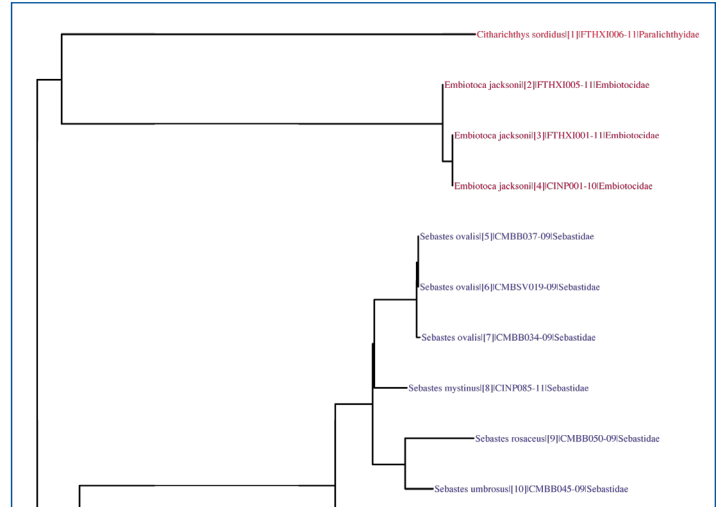 Citharichthys sordidus|[1]|FTHXI006-11|Paralichthyidae
Embiotoca jacksoni|[2]|FTHXI005-11|Embiotocidae
Embiotoca jacksoni|[3]|FTHXI001-11|Embiotocidae
Embiotoca jacksoni|[4]|CINP001-10|Embiotocidae
Sebastes ovalis|[5]|CMBB037-09|Sebastidae
Sebastes ovalis|[6]|CMBSV019-09|Sebastidae
Sebastes ovalis|[7]|CMBB034-09|Sebastidae
Sebastes mystinus|[8]|CINP085-11|Sebastidae
Sebastes rosaceus|[9]|CMBB050-09|Sebastidae
Sebastes umbrosus|[10]|CMBB045-09|Sebastidae